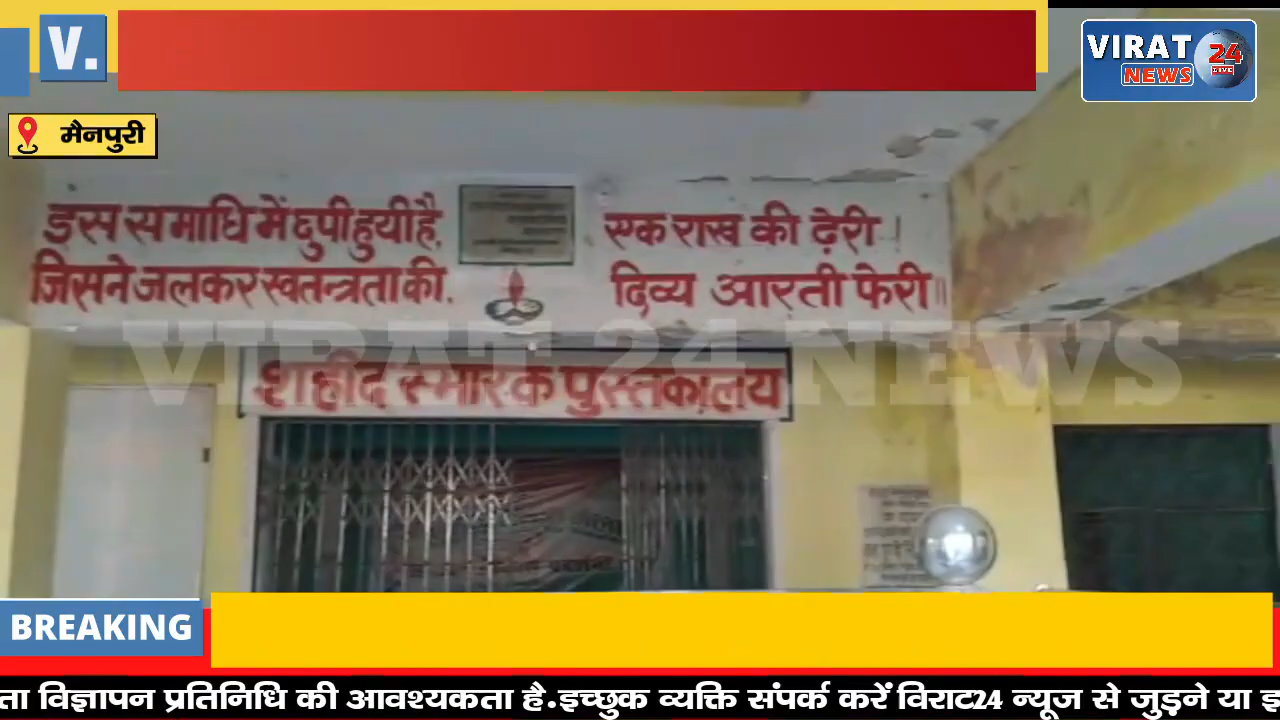 V.
VIRAT 24
NEWS LIVE
मैनपुरी
इस समाधि में छुपी हुयी है, एक राख की ढ़ेरी ।
जिसने जलकर स्वतन्त्रता की, दिव्य आरती फेरी ॥
VIRAT 24 NEWS
शहीद स्मारक पुस्तकालय
BREAKING
ता विज्ञापन प्रतिनिधि की आवश्यकता है.इच्छुक व्यक्ति संपर्क करें विराट24 न्यूज से जुड़ने या